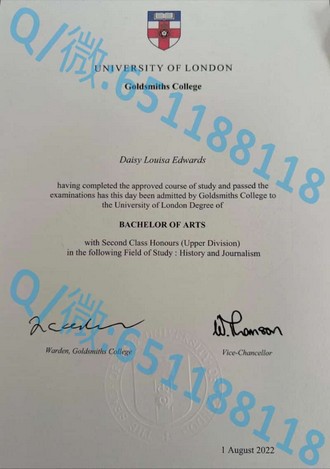 UNIVERSITY OF LONDON
Goldsmiths College
Daisy Louisa Edwards
having completed the approved course of study and passed the
examinations has this day been admitted by Goldsmiths College to
the University of London Degree of
BACHELOR OF ARTS
with Second Class Honours (Upper Division)
in the following Field of Study : History and Journalism
Warden, Goldsmiths College
Vice-Chancellor
1 August 2022
Q/微.651188118
Q/微.651188118